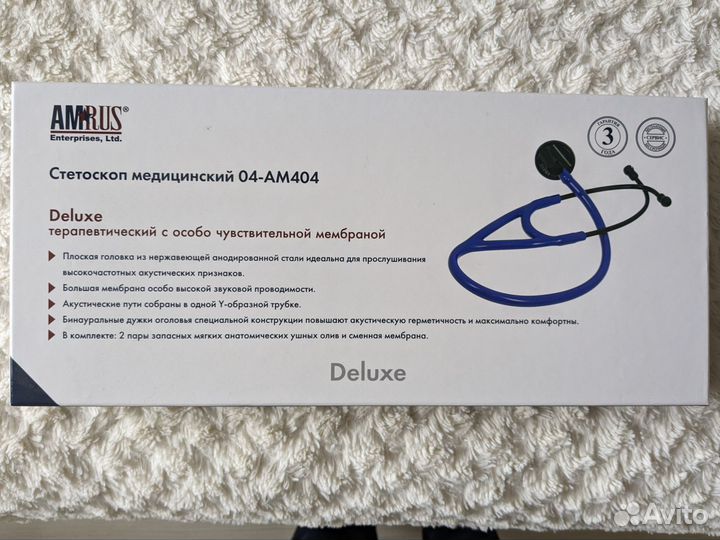 AMRUS®
Enterprises, Ltd.
ГАРАНТИЯ
3
ГОДА
СЕРВИС
Стетоскоп медицинский 04-АМ404
Deluxe
терапевтический с особо чувствительной мембраной
Плоская головка из нержавеющей анодированной стали идеальна для прослушивания
высокочастотных акустических признаков.
Большая мембрана особо высокой звуковой проводимости.
Акустические пути собраны в одной Y-образной трубке.
Бинауральные дужки оголовья специальной конструкции повышают акустическую герметичность и максимально комфортны.
В комплекте: 2 пары запасных мягких анатомических ушных олив и сменная мембрана.
Deluxe
Avito